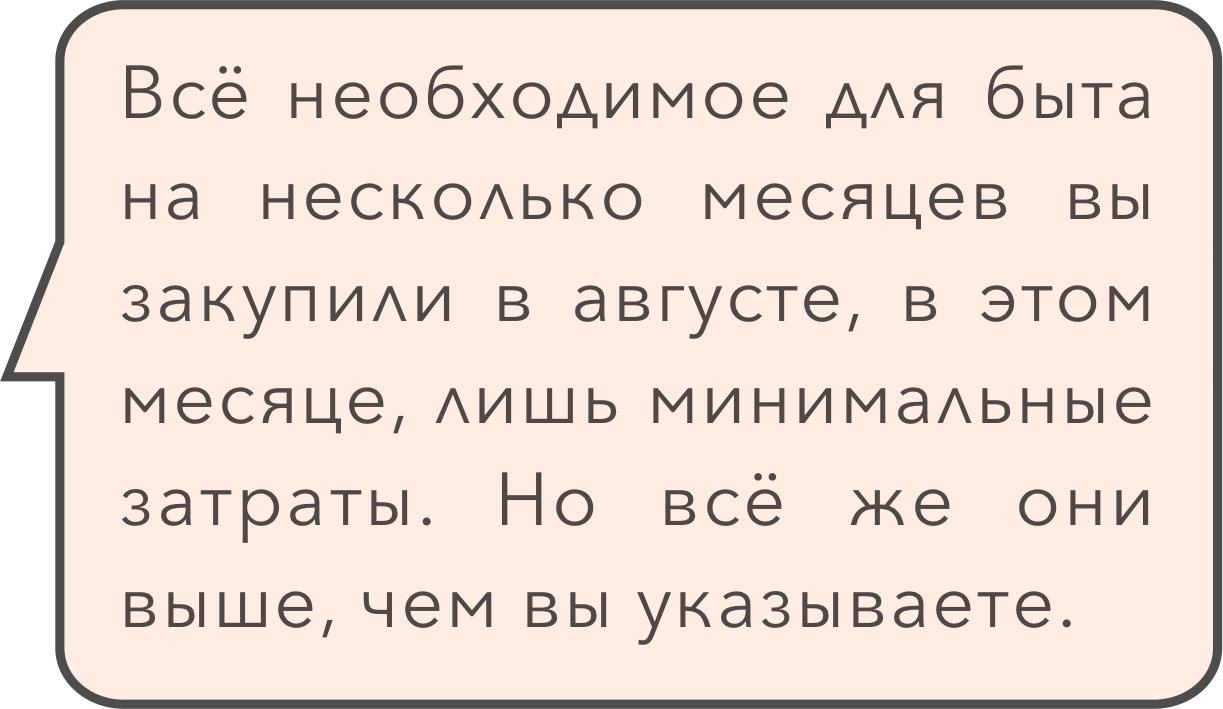 Всё необходимое для быта
на несколько месяцев вы
закупили в августе, в этом
месяце, лишь минимальные
затраты. Но всё же они
выше, чем вы указываете.